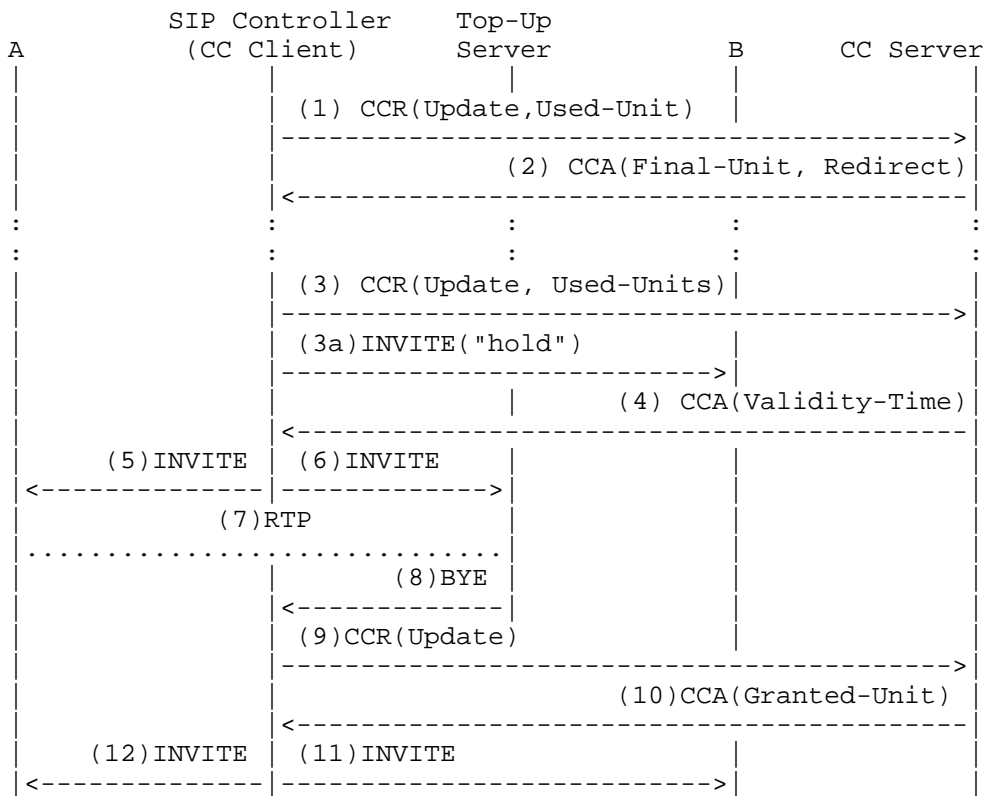 SIP Controller Top-Up
A (CC Client) Server B CC Server
(1) CCR(Update,Used-Unit)
(2) CCA(Final-Unit, Redirect)
(3) CCR(Update, Used-Units)
(3a)INVITE("hold")
(4) CCA(Validity-Time)
(5)INVITE (6)INVITE
(7)RTP
(8)BYE
(9)CCR(Update)
(10)CCA(Granted-Unit)
(12)INVITE (11)INVITE